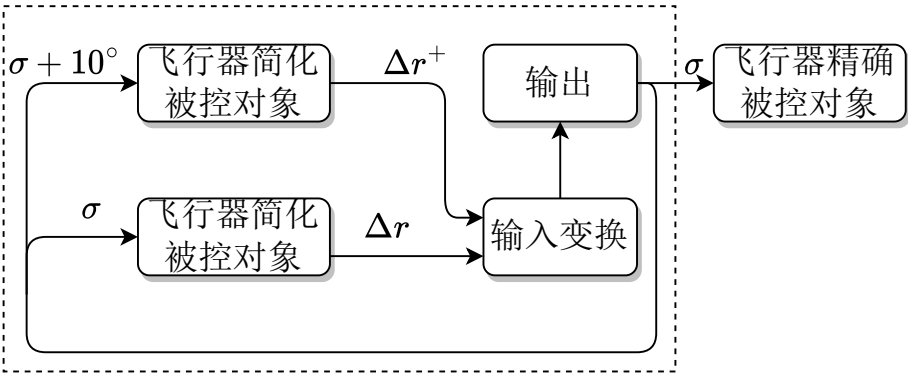 σ + 10°
飞行器简化
被控对象
Δr⁺
输出
σ
飞行器精确
被控对象
σ
飞行器简化
被控对象
Δr
输入变换